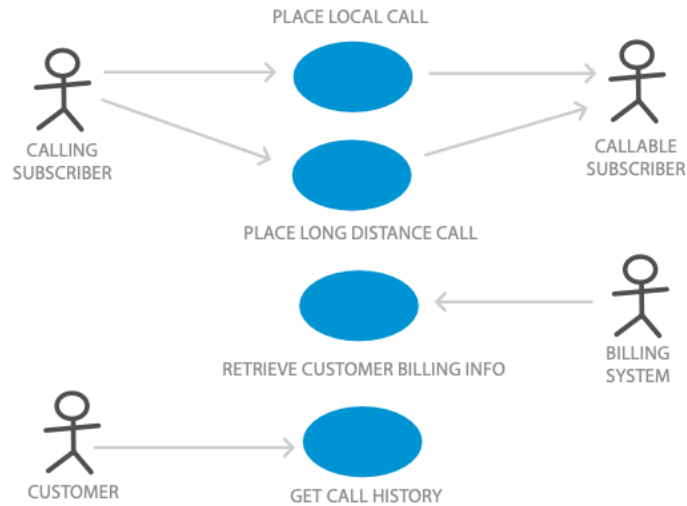 PLACE LOCAL CALL
CALLING
SUBSCRIBER
CALLABLE
SUBSCRIBER
PLACE LONG DISTANCE CALL
BILLING
SYSTEM
RETRIEVE CUSTOMER BILLING INFO
CUSTOMER
GET CALL HISTORY